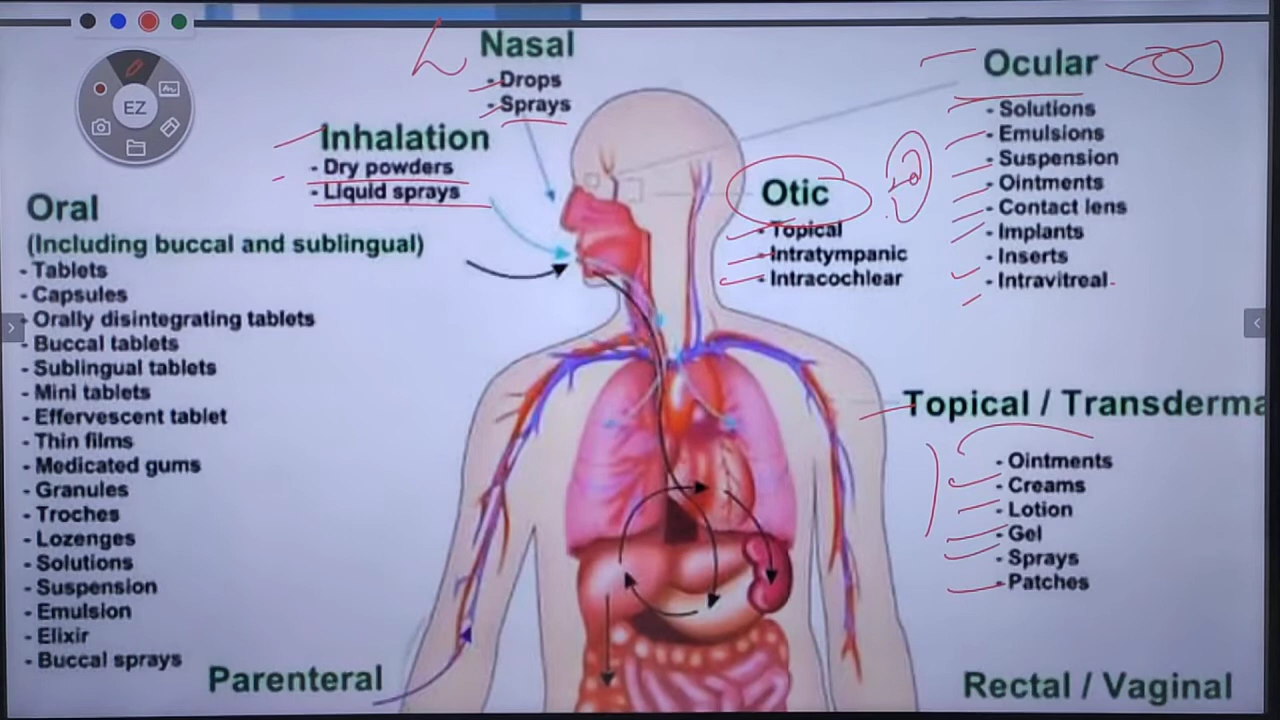 EZ
Nasal
- Drops
- Sprays
Inhalation
- Dry powders
- Liquid sprays
Oral
(Including buccal and sublingual)
- Tablets
- Capsules
- Orally disintegrating tablets
- Buccal tablets
- Sublingual tablets
- Mini tablets
- Effervescent tablet
- Thin films
- Medicated gums
- Granules
- Troches
- Lozenges
- Solutions
- Suspension
- Emulsion
- Elixir
- Buccal sprays
Parenteral
Otic
- Topical
- Intratympanic
- Intracochlear
Ocular
- Solutions
- Emulsions
- Suspension
- Ointments
- Contact lens
- Implants
- Inserts
- Intravitreal
Topical / Transderma
- Ointments
- Creams
- Lotion
- Gel
- Sprays
- Patches
Rectal / Vaginal